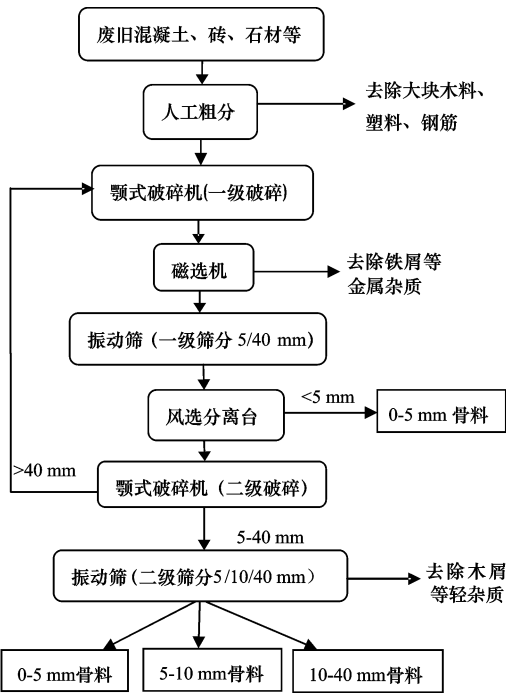 废旧混凝土、砖、石材等
人工粗分
去除大块木料、
塑料、钢筋
颚式破碎机(一级破碎)
磁选机
去除铁屑等
金属杂质
振动筛（一级筛分 5/40 mm）
风选分离台
<5 mm
0-5 mm 骨料
>40 mm
颚式破碎机（二级破碎）
5-40 mm
振动筛（二级筛分5/10/40 mm）
去除木屑
等轻杂质
0-5 mm骨料
5-10 mm骨料
10-40 mm骨料